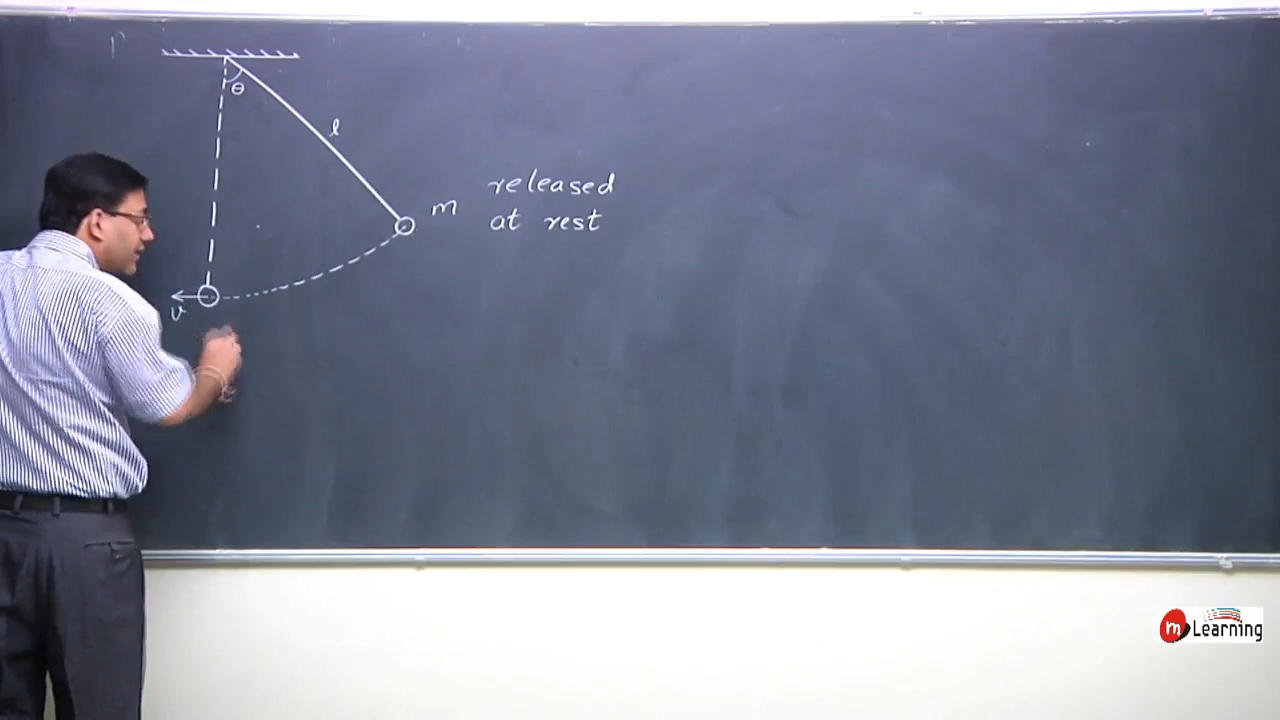 θ
l
m
released
at rest
v
m Learning